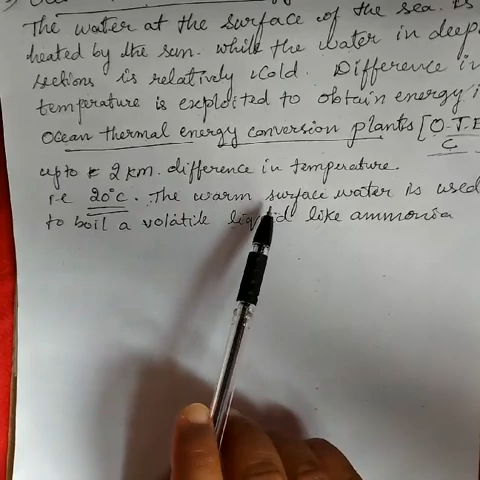 The water at the surface of the sea. is
heated by the sun. while the water in deep
sections is relatively cold. Difference in
temperature is exploited to obtain energy i
Ocean thermal energy conversion plants [O.T.E
C
upto 2 km. difference in temperature.
i.e 20°C. The warm surface water is used
to boil a volatile liquid like ammonia